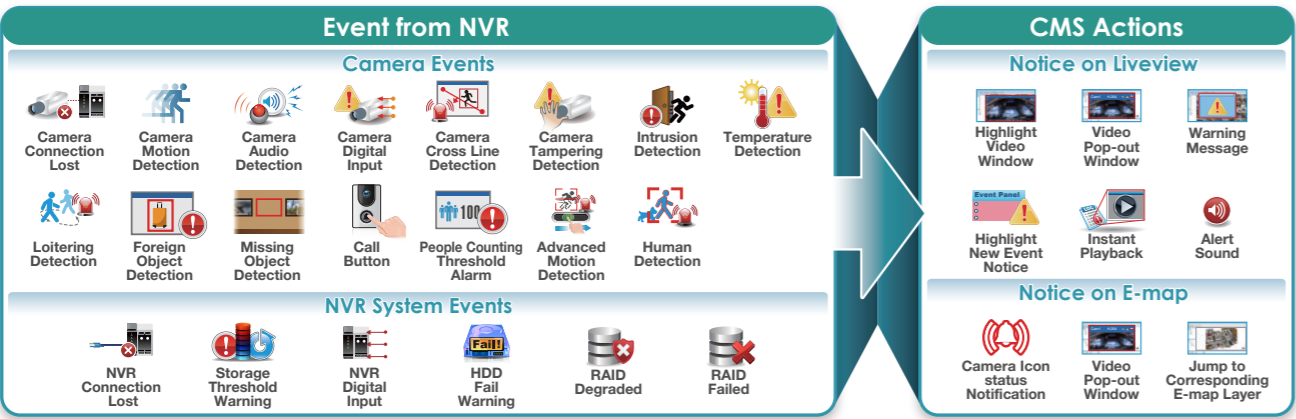 Event from NVR
Camera Events
Camera
Connection
Lost
Camera
Motion
Detection
Camera
Audio
Detection
Camera
Digital
Input
Camera
Cross Line
Detection
Camera
Tampering
Detection
Intrusion
Detection
Temperature
Detection
Loitering
Detection
Foreign
Object
Detection
Missing
Object
Detection
Call
Button
100
People Counting
Threshold
Alarm
Advanced
Motion
Detection
Human
Detection
NVR System Events
NVR
Connection
Lost
Storage
Threshold
Warning
NVR
Digital
Input
Fail!
HDD
Fail
Warning
RAID
Degraded
RAID
Failed
CMS Actions
Notice on Liveview
Highlight
Video
Window
Video
Pop-out
Window
Warning
Message
Event Panel
Highlight
New Event
Notice
Instant
Playback
Alert
Sound
Notice on E-map
Camera Icon
status
Notification
Video
Pop-out
Window
Jump to
Corresponding
E-map Layer